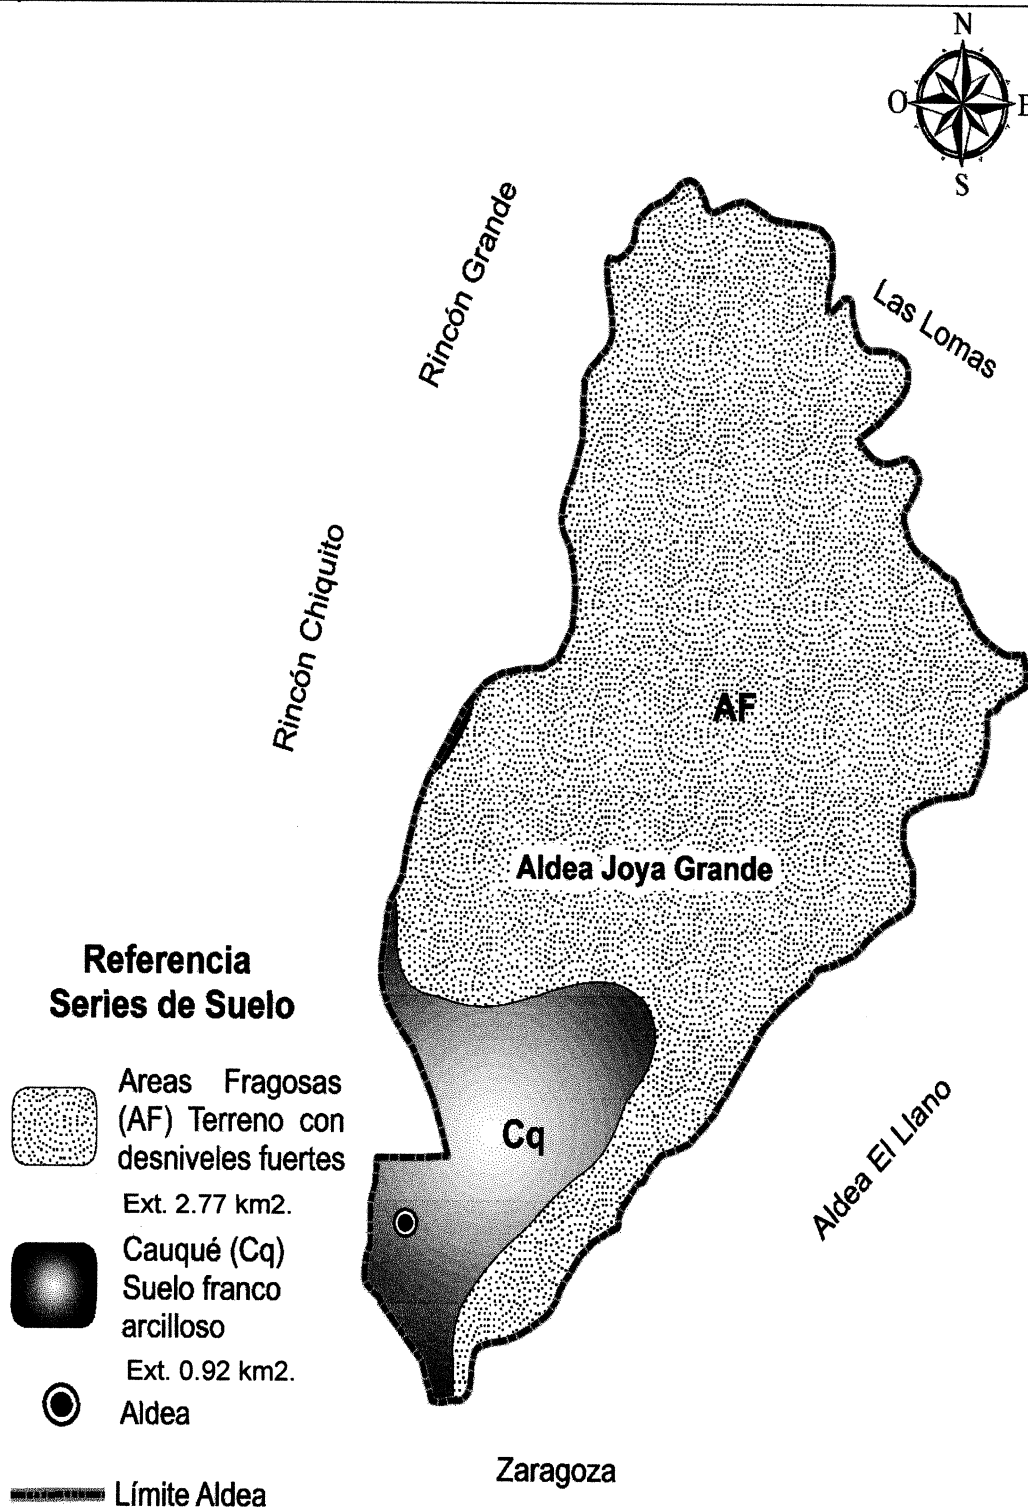 N
O
E
S
Rincón Grande
Las Lomas
Rincón Chiquito
AF
Aldea Joya Grande
Referencia
Series de Suelo
Areas Fragosas
(AF) Terreno con
desniveles fuertes
Ext. 2.77 km2.
Cauqué (Cq)
Suelo franco
arcilloso
Ext. 0.92 km2.
Aldea
Límite Aldea
Cq
Aldea El Llano
Zaragoza